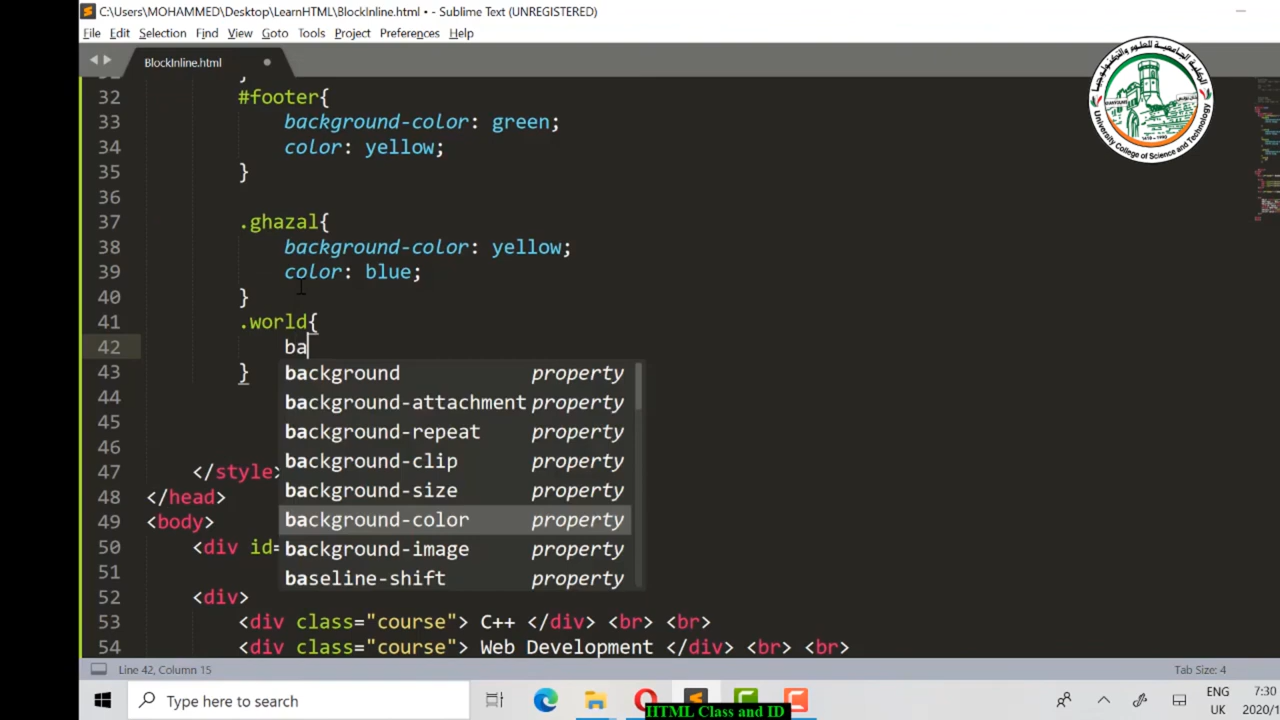 C:\Users\MOHAMMED\Desktop\LearnHTML\BlockInline.html • - Sublime Text (UNREGISTERED)
File Edit Selection Find View Goto Tools Project Preferences Help
BlockInline.html
32 #footer{
33 background-color: green;
34 color: yellow;
35 }
36
37 .ghazal{
38 background-color: yellow;
39 color: blue;
40 }
41 .world{
42 ba
43 }
background property
background-attachment property
background-repeat property
background-clip property
background-size property
background-color property
background-image property
baseline-shift property
44
45
46
47 </style>
48 </head>
49 <body>
50 <div id=
51
52 <div>
53 <div class="course"> C++ </div> <br> <br>
54 <div class="course"> Web Development </div> <br> <br>
Line 42, Column 15
Tab Size: 4
Type here to search
ENG
UK
7:30
2020/1
HTML Class and ID
الكلية الجامعية للعلوم والتكنولوجيا
University College of Science and Technology